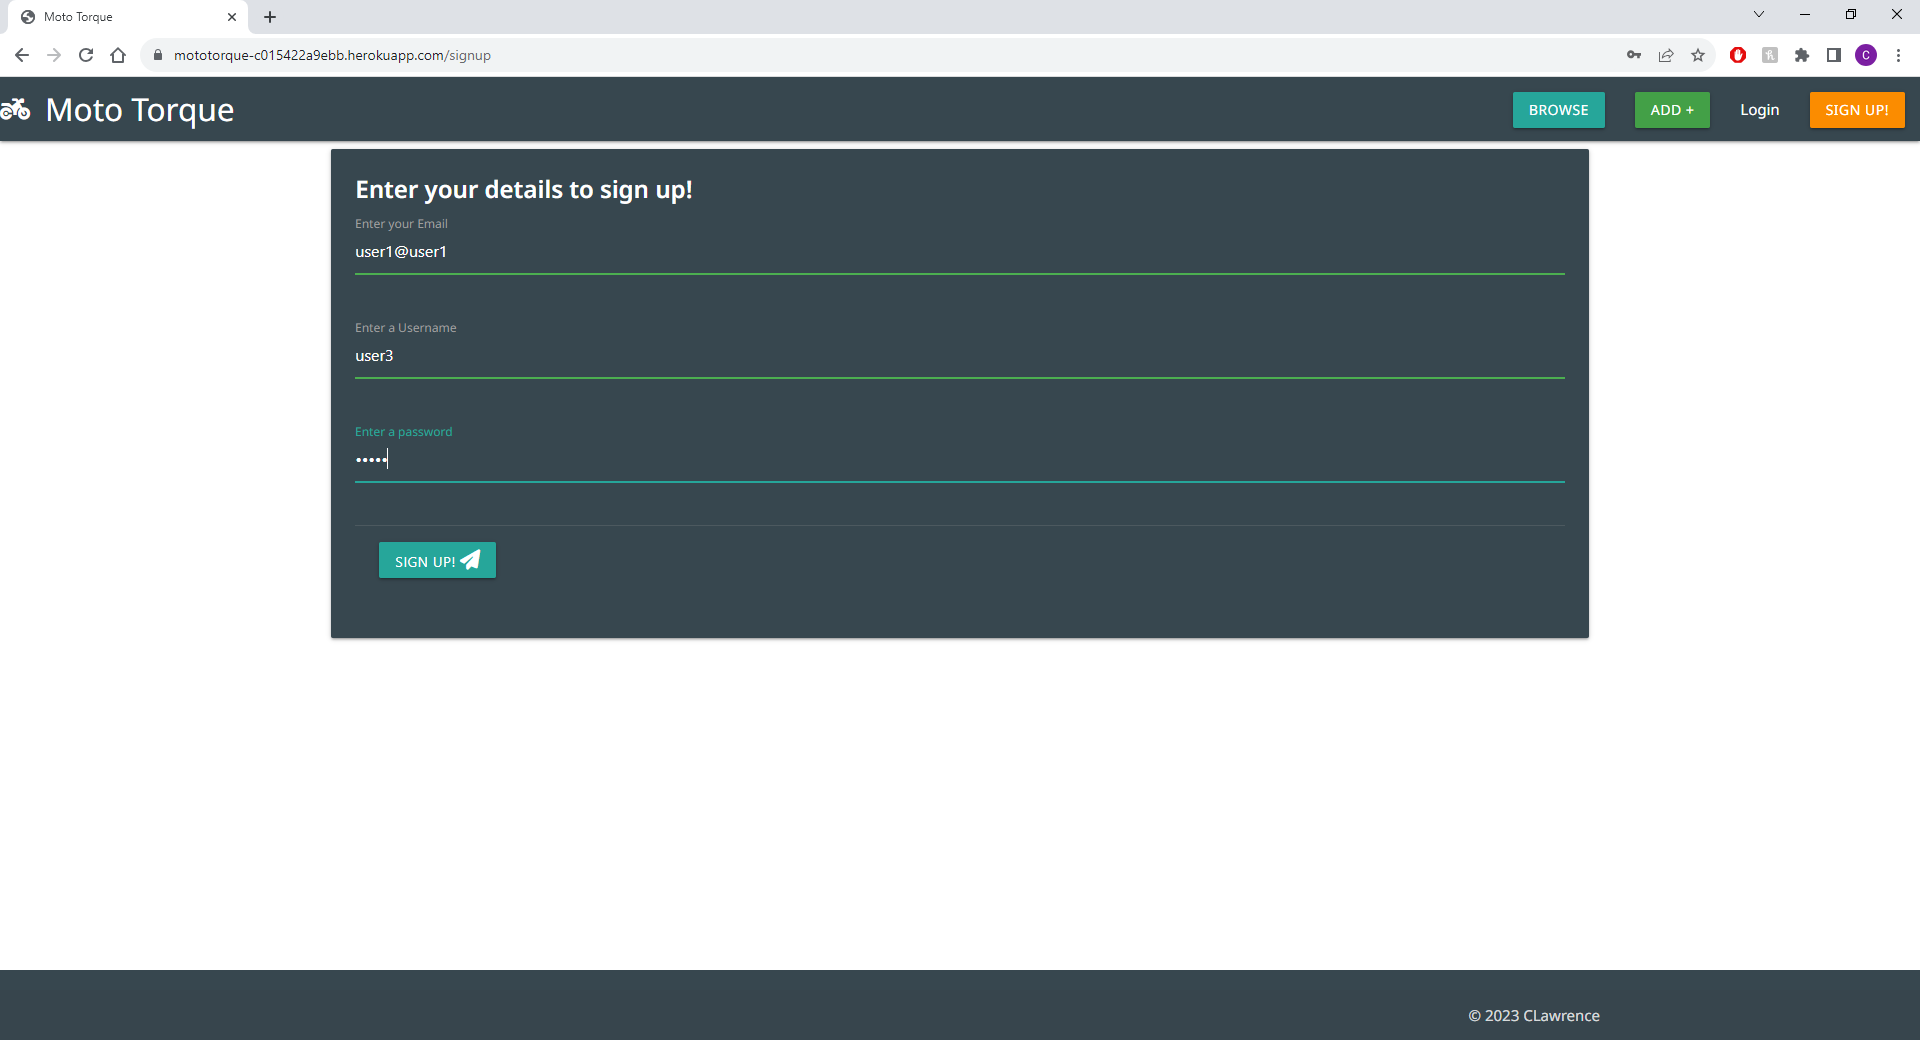 Moto Torque
mototorque-c015422a9ebb.herokuapp.com/signup
C
Moto Torque
BROWSE
ADD +
Login
SIGN UP!
Enter your details to sign up!
Enter your Email
user1@user1
Enter a Username
user3
Enter a password
•••••
SIGN UP!
© 2023 CLawrence